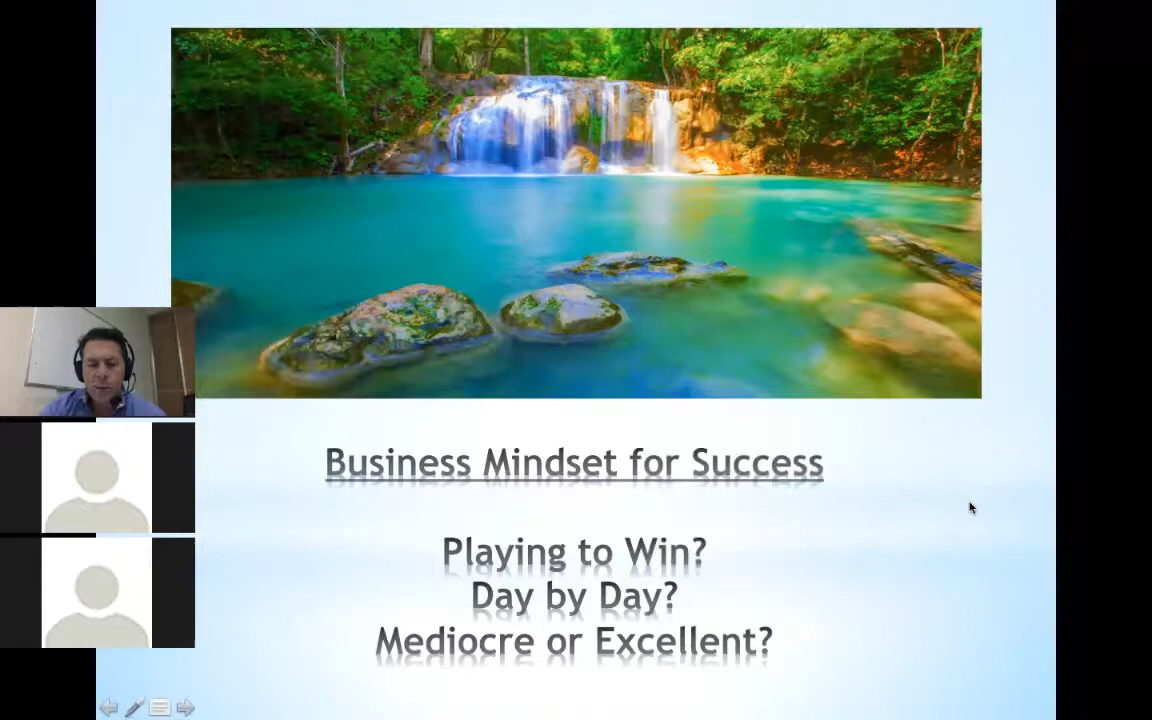 Business Mindset for Success
Playing to Win?
Day by Day?
Mediocre or Excellent?